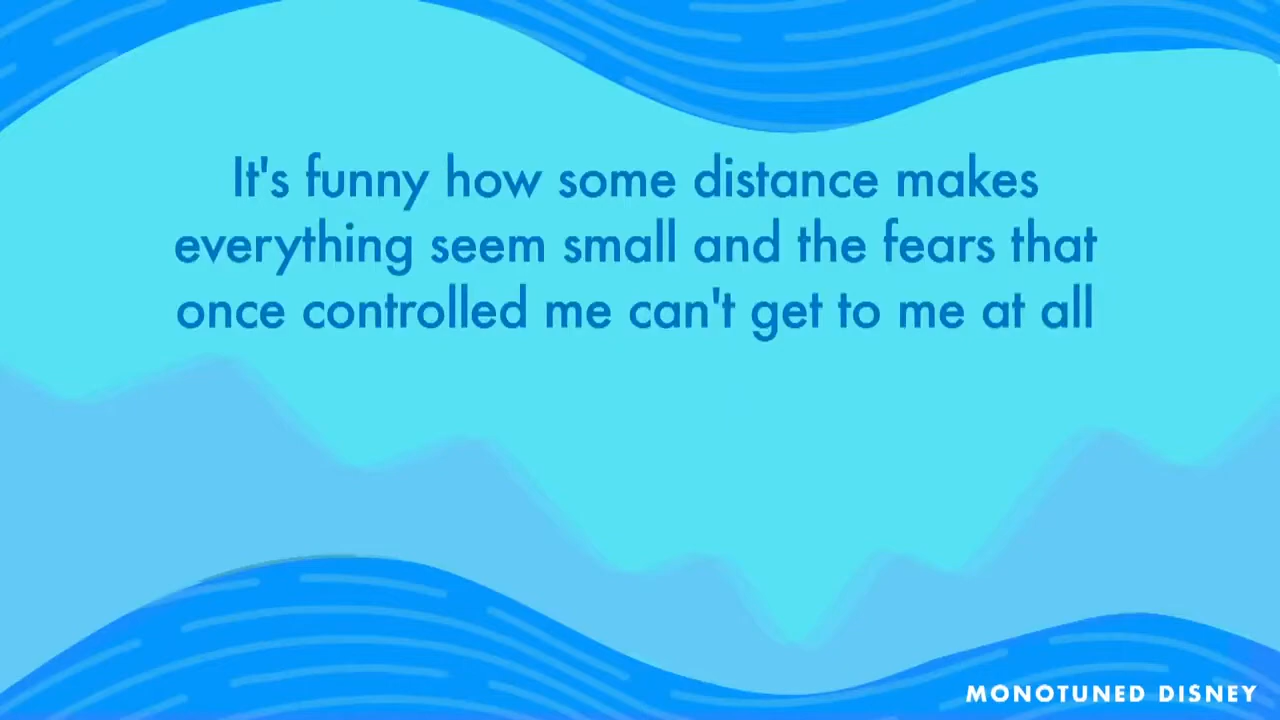 It's funny how some distance makes
everything seem small and the fears that
once controlled me can't get to me at all
MONOTUNED DISNEY